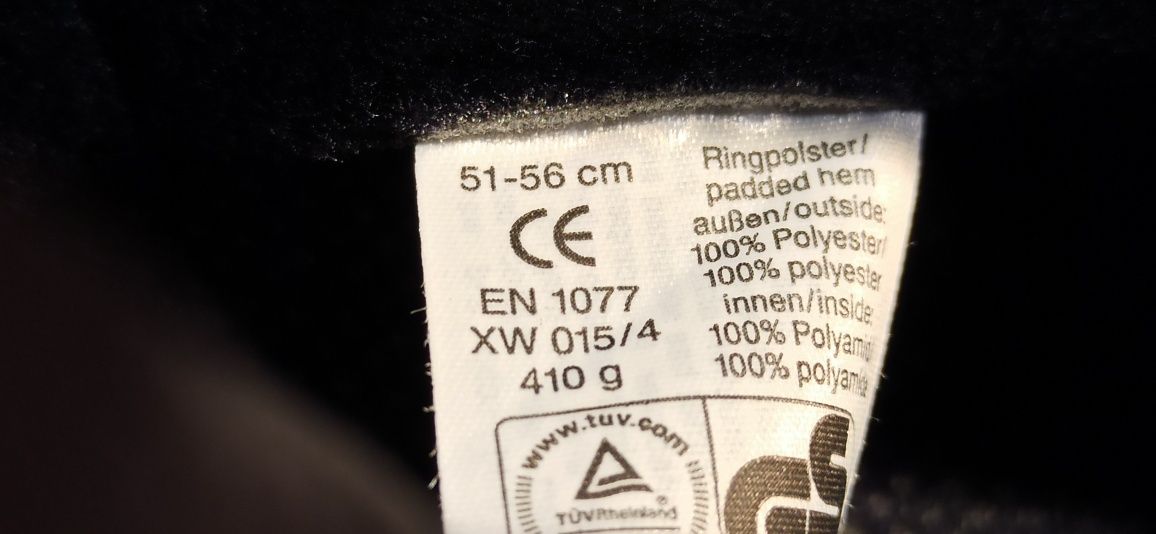 51-56 cm
CE
EN 1077
XW 015/4
410 g
Ringpolster/
padded hem
außen/outside:
100% Polyester/
100% polyester
innen/inside:
100% Polyamid
100% polyamide
www.tuv.com
TÜVRheinland
®